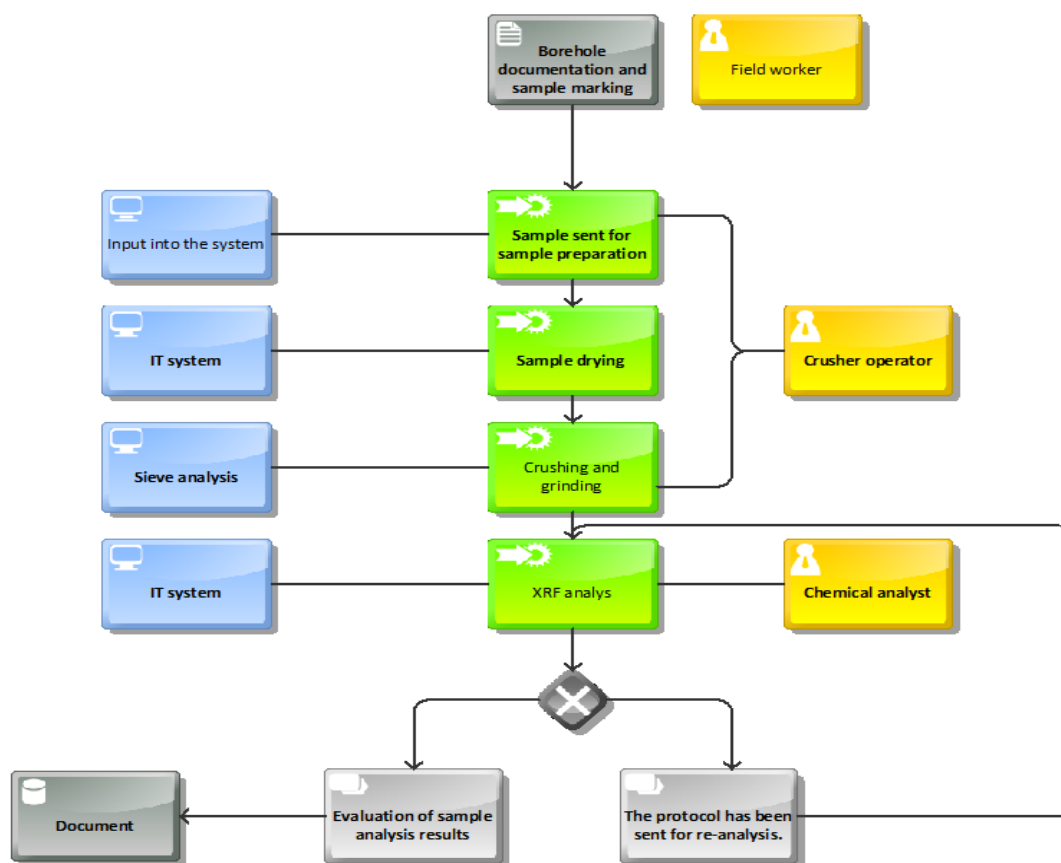 Borehole
documentation and
sample marking
Field worker
Input into the system
Sample sent for
sample preparation
IT system
Sample drying
Crusher operator
Sieve analysis
Crushing and
grinding
IT system
XRF analys
Chemical analyst
Document
Evaluation of sample
analysis results
The protocol has been
sent for re-analysis.